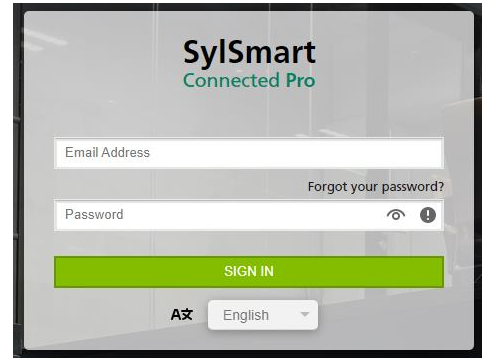 SylSmart
Connected Pro
Email Address
Forgot your password?
Password
SIGN IN
A文 English